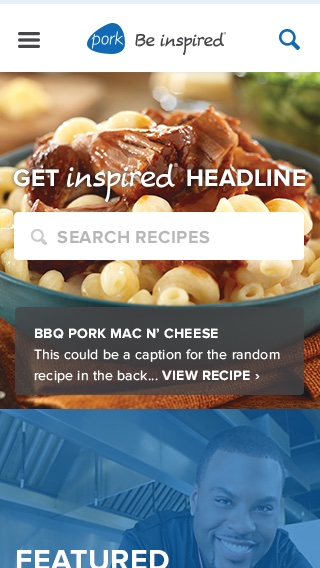 pork Be inspired®
GET inspired HEADLINE
SEARCH RECIPES
BBQ PORK MAC N' CHEESE
This could be a caption for the random
recipe in the back... VIEW RECIPE ›
FEATURED